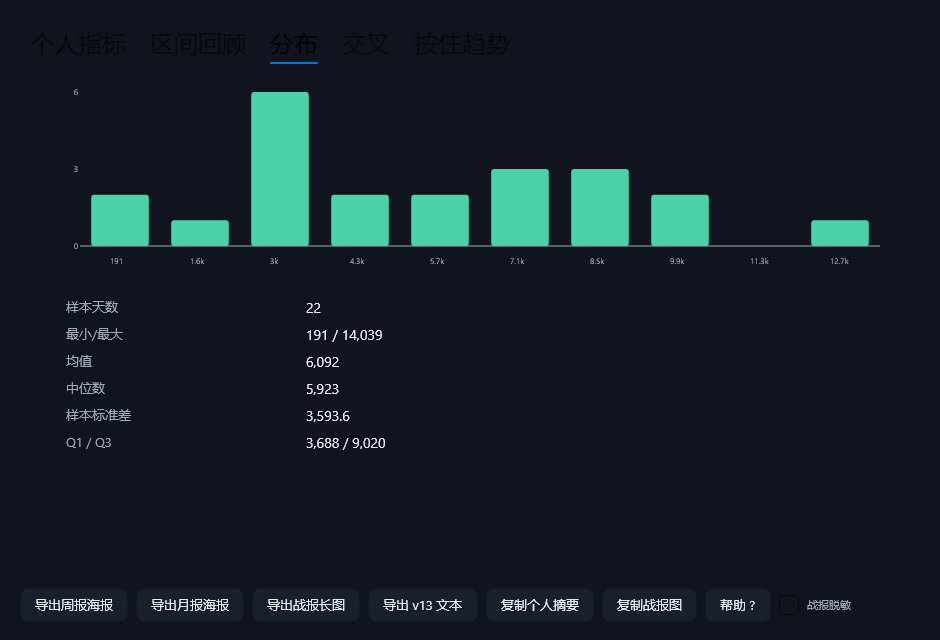 个人指标 区间回顾 分布 交叉 按住趋势
6
3
0
191 1.6k 3k 4.3k 5.7k 7.1k 8.5k 9.9k 11.3k 12.7k
样本天数 22
最小/最大 191 / 14,039
均值 6,092
中位数 5,923
样本标准差 3,593.6
Q1 / Q3 3,688 / 9,020
导出周报海报 导出月报海报 导出战报长图 导出 v13 文本 复制个人摘要 复制战报图 帮助 ? 战报脱敏